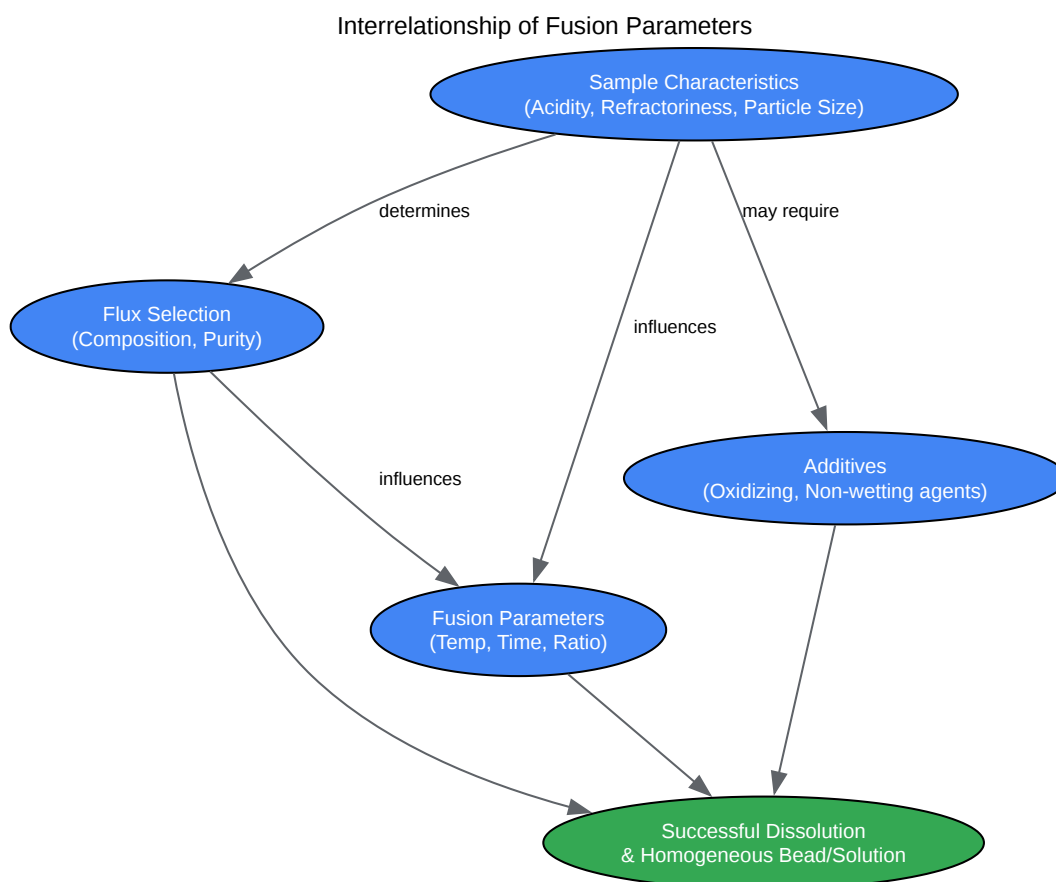 Interrelationship of Fusion Parameters
Sample Characteristics
(Acidity, Refractoriness, Particle Size)
determines
may require
Flux Selection
(Composition, Purity)
influences
influences
Additives
(Oxidizing, Non-wetting agents)
Fusion Parameters
(Temp, Time, Ratio)
Successful Dissolution
& Homogeneous Bead/Solution